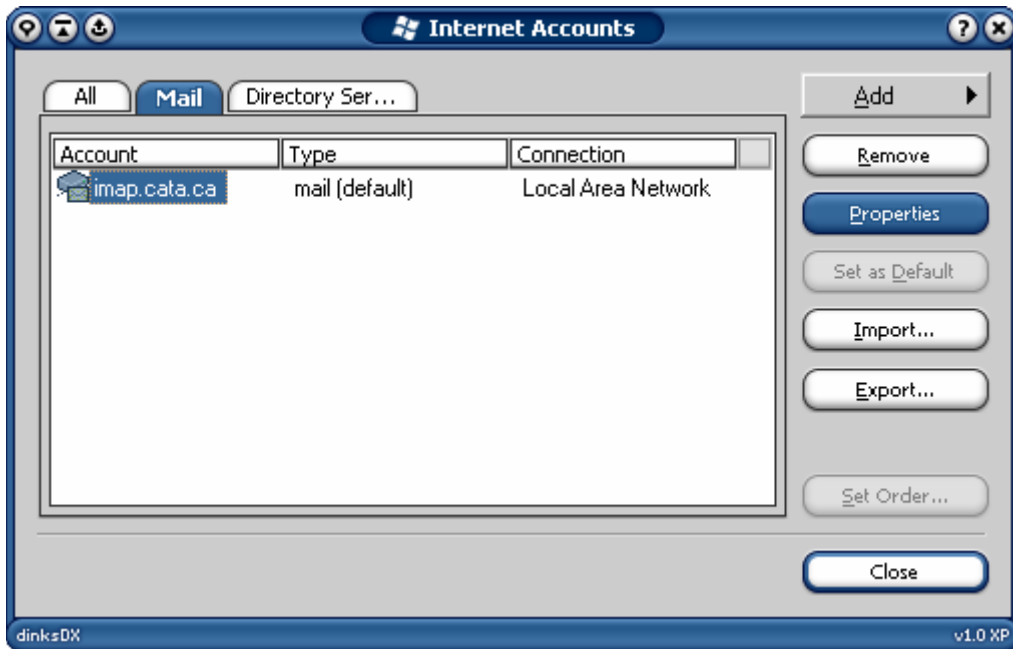 Internet Accounts
All Mail Directory Ser... Add
Account Type Connection
Remove
imap.cata.ca mail (default) Local Area Network
Properties
Set as Default
Import...
Export...
Set Order...
Close
dinksDX v1.0 XP